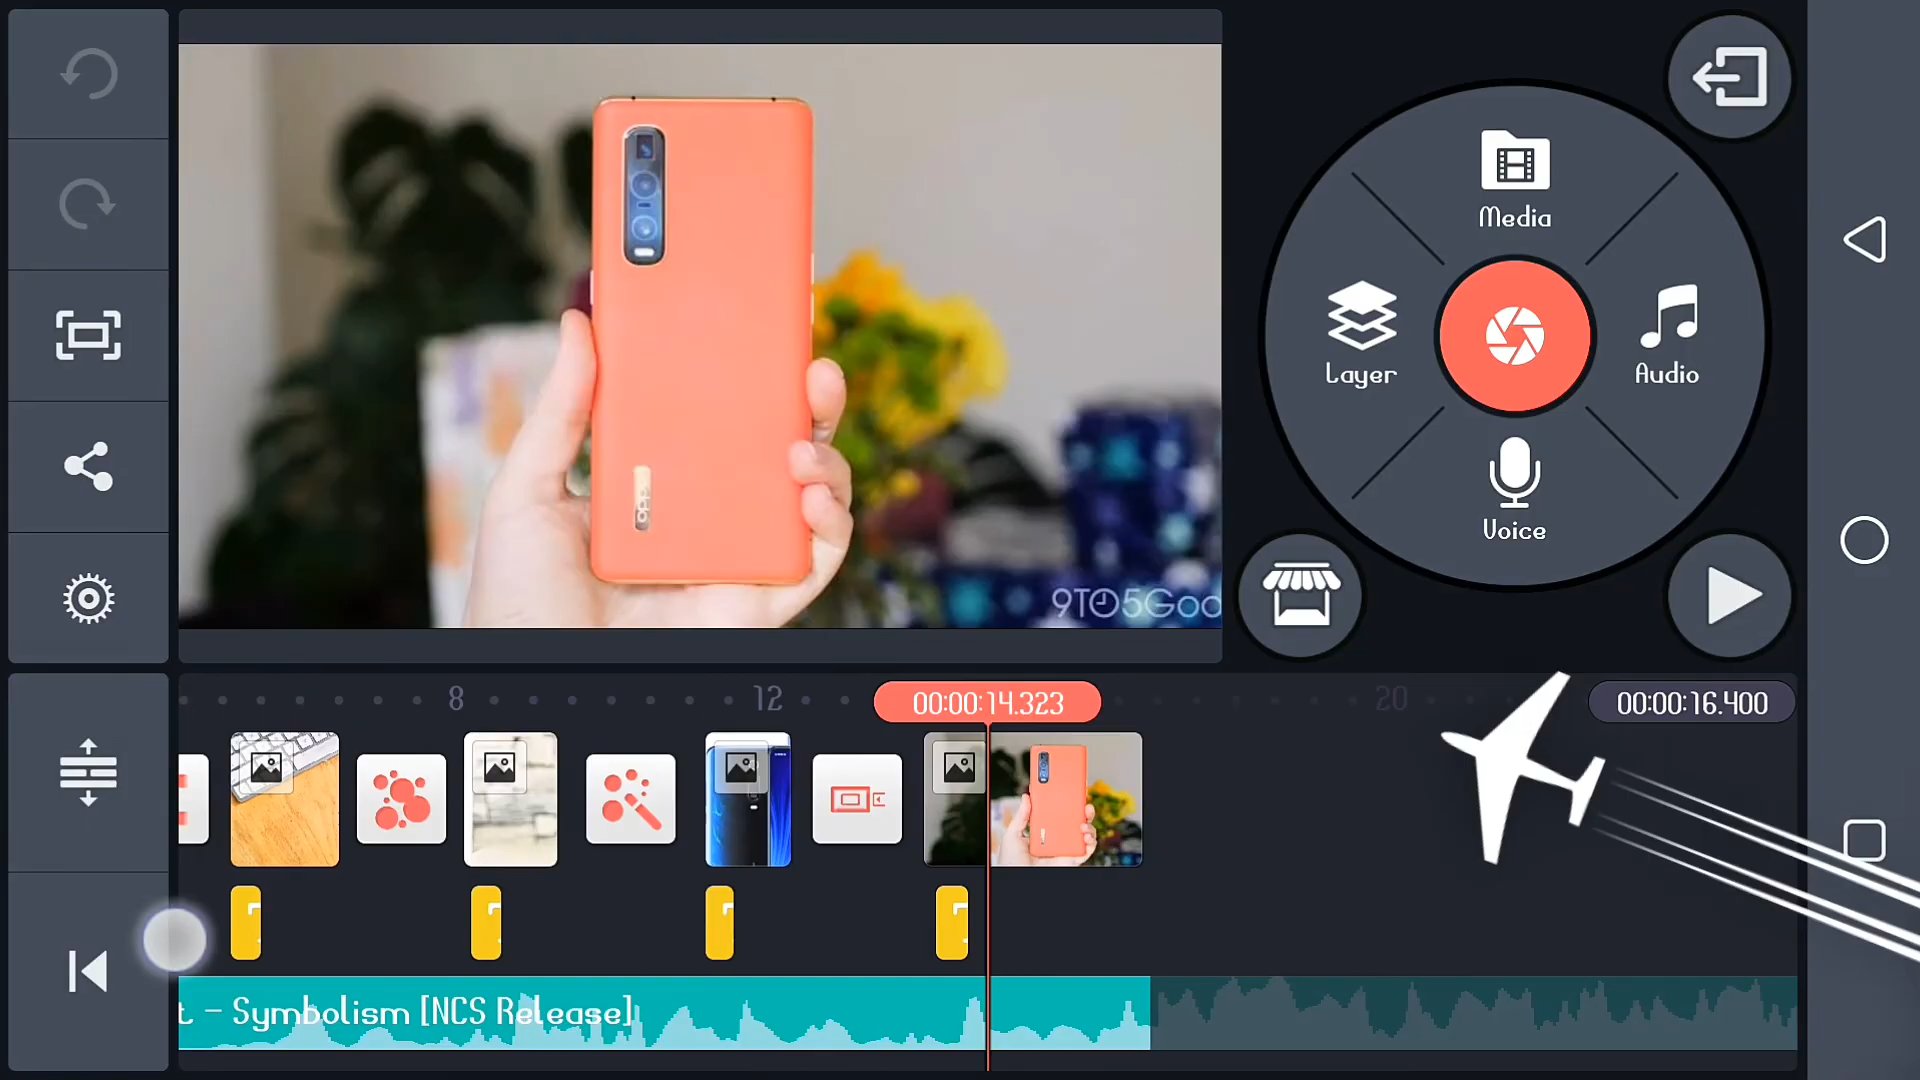 Media
Layer
Audio
Voice
oppo
9TO5Goo
8
12
00:00:14.323
20
00:00:16.400
t - Symbolism [NCS Release]